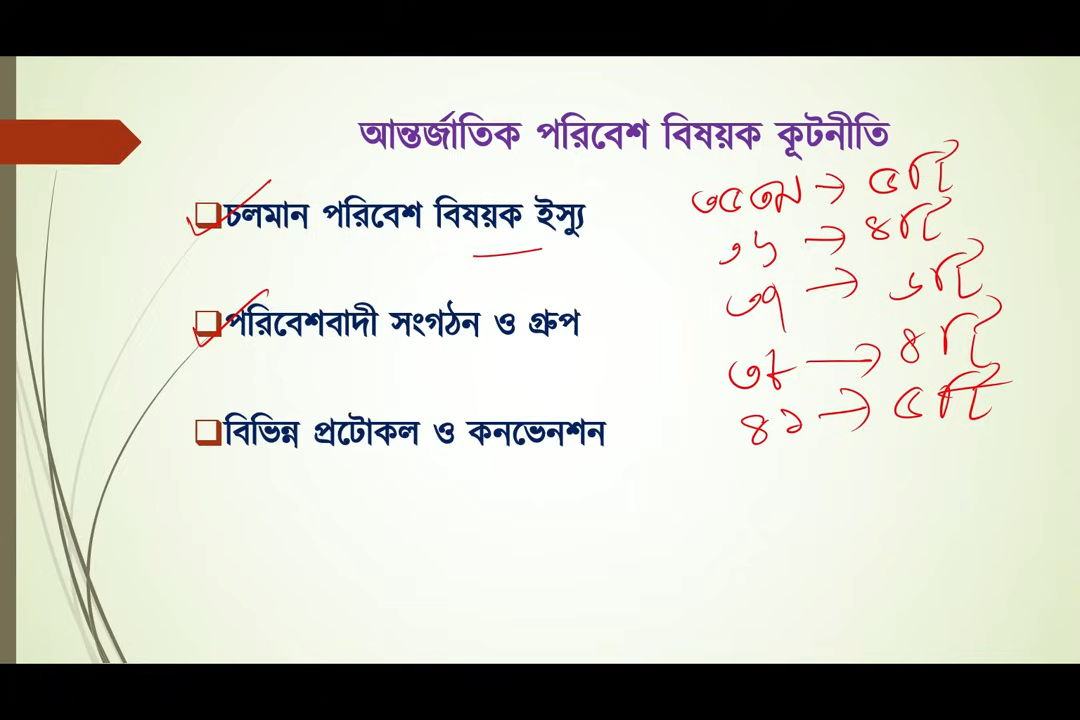 আন্তর্জাতিক পরিবেশ বিষয়ক কূটনীতি
চলমান পরিবেশ বিষয়ক ইস্যু
পরিবেশবাদী সংগঠন ও গ্রুপ
বিভিন্ন প্রটোকল ও কনভেনশন
৩৫তম → ৫টি
৩৬ → ৪টি
৩৭ → ৬টি
৩৮ → ৪টি
৪১ → ৫টি